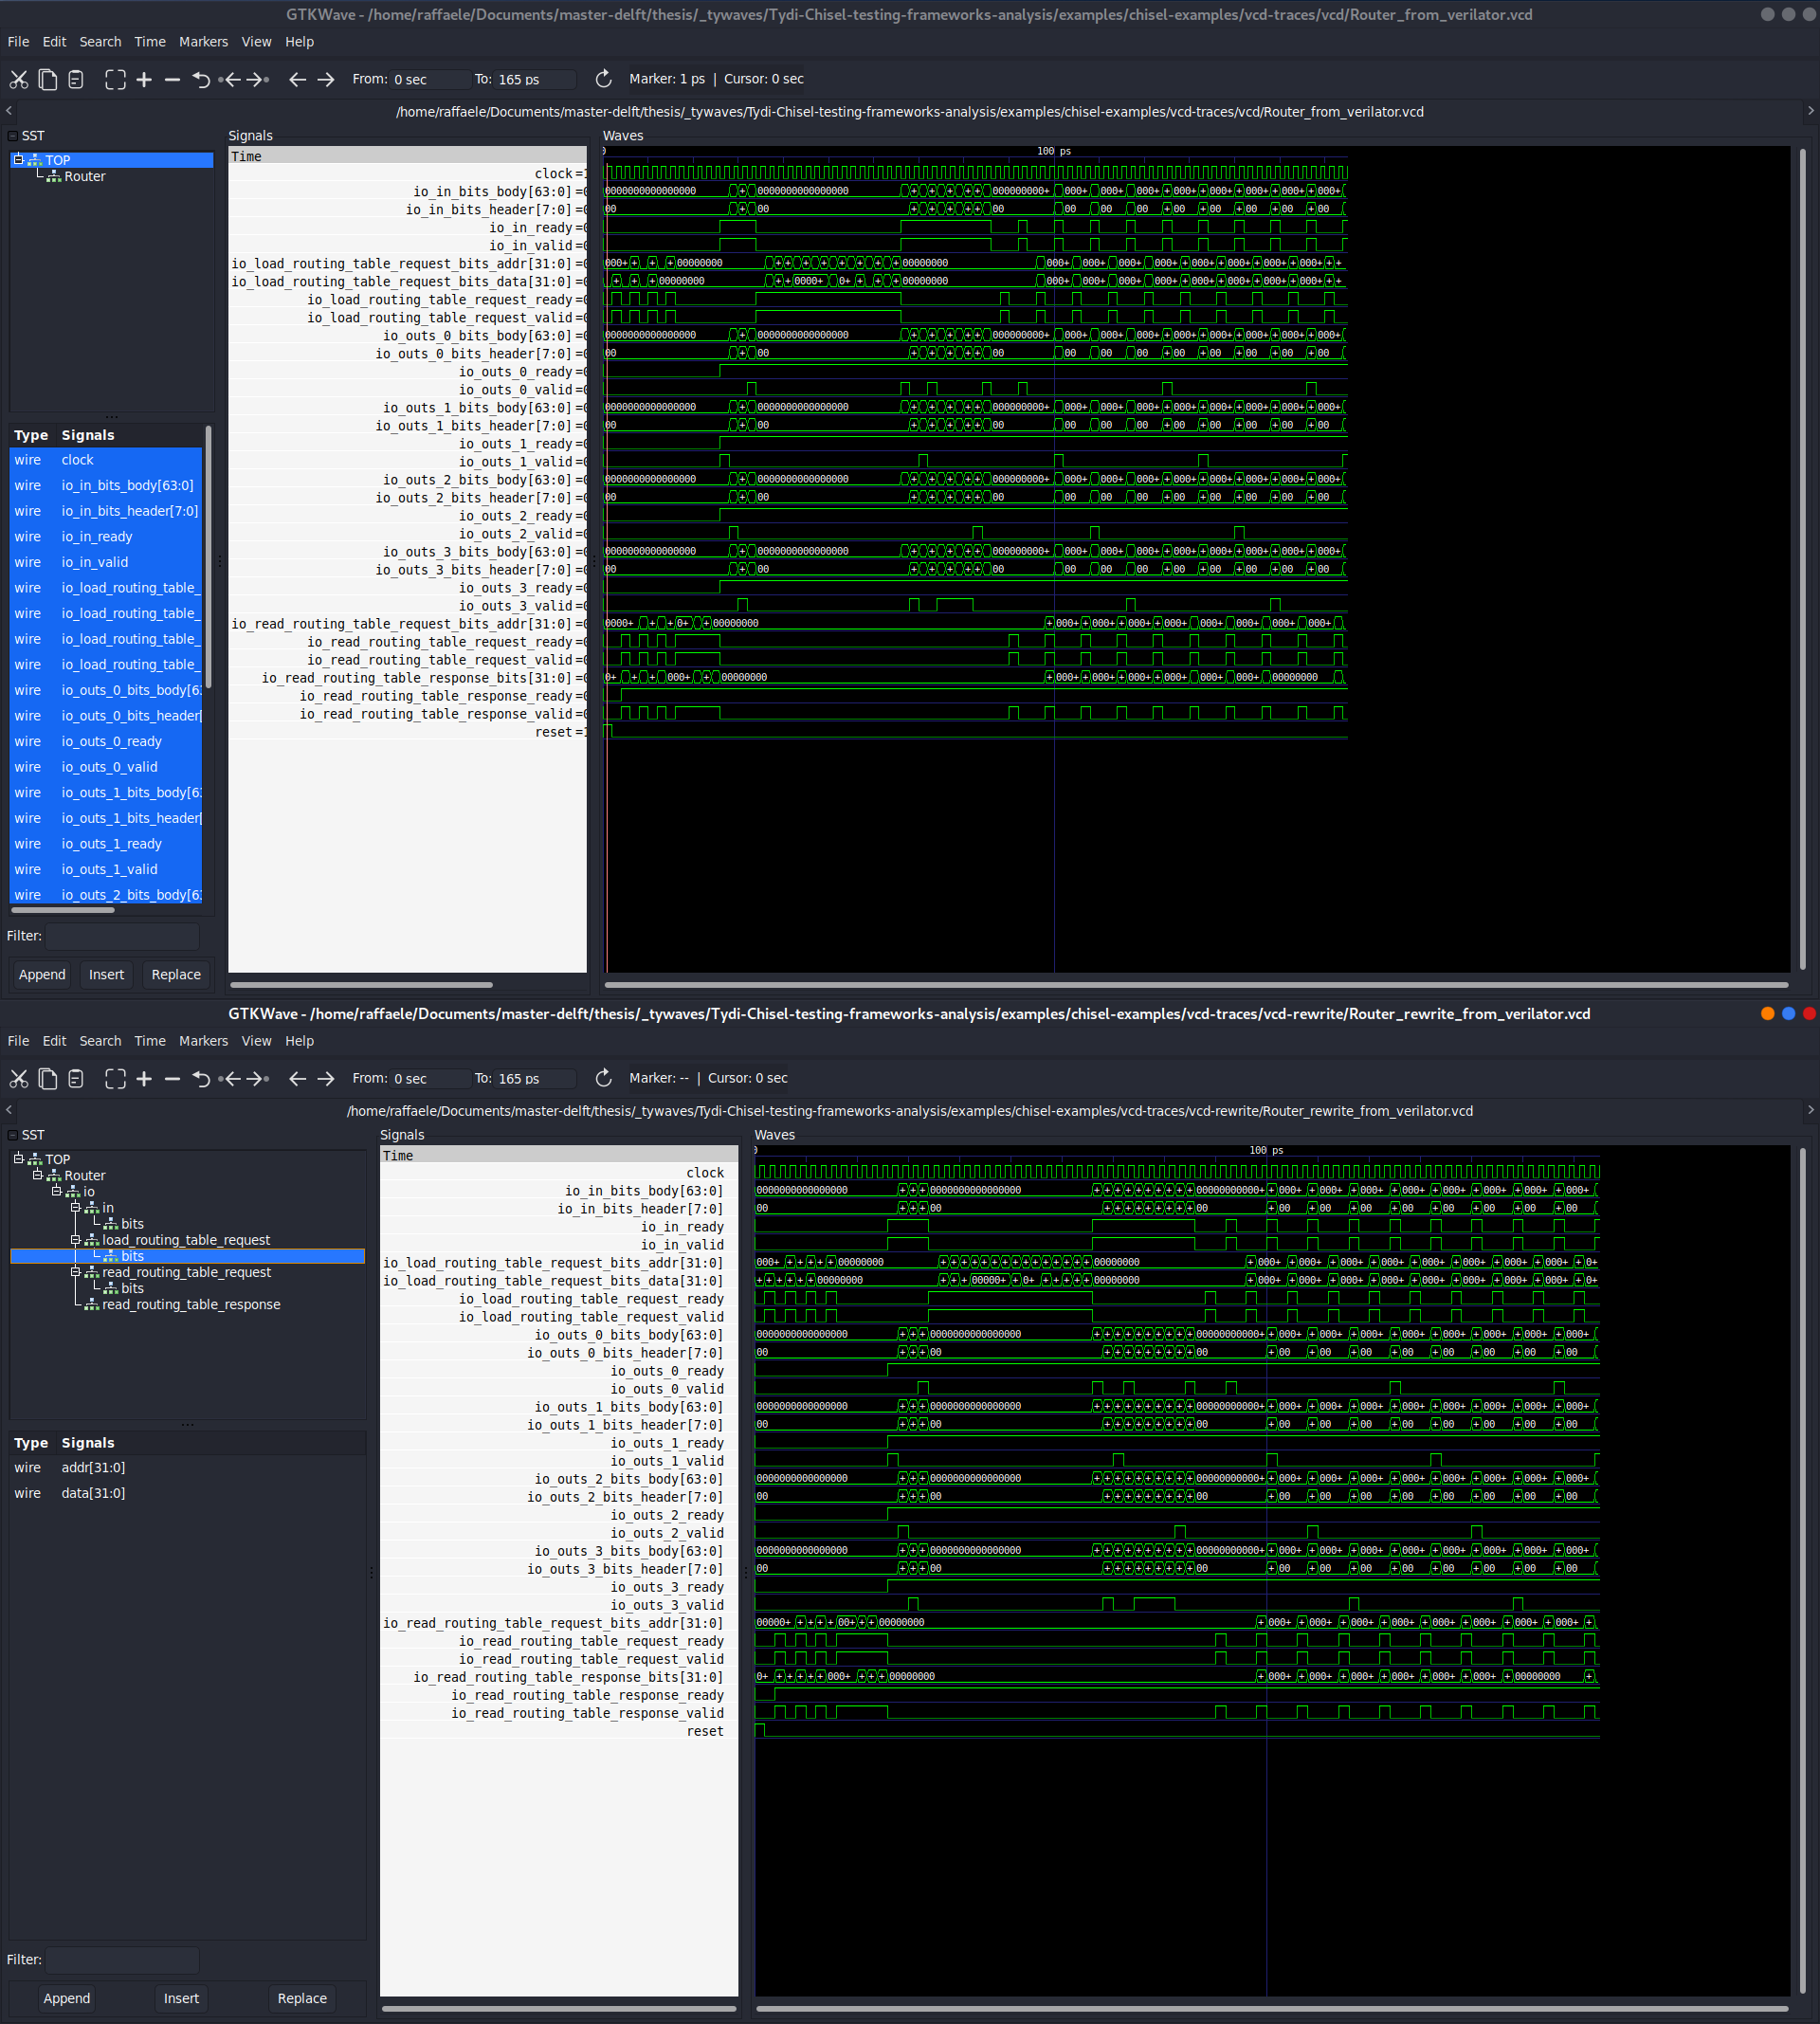 GTKWave - /home/raffaele/Documents/master-delft/thesis/_tywaves/Tydi-Chisel-testing-frameworks-analysis/examples/chisel-examples/vcd-traces/vcd/Router_from_verilator.vcd
File Edit Search Time Markers View Help
From: 0 sec To: 165 ps Marker: 1 ps | Cursor: 0 sec
/home/raffaele/Documents/master-delft/thesis/_tywaves/Tydi-Chisel-testing-frameworks-analysis/examples/chisel-examples/vcd-traces/vcd/Router_from_verilator.vcd
SST
TOP
Router
Type Signals
wire clock
wire io_in_bits_body[63:0]
wire io_in_bits_header[7:0]
wire io_in_ready
wire io_in_valid
wire io_load_routing_table_
wire io_load_routing_table_
wire io_load_routing_table_
wire io_load_routing_table_
wire io_outs_0_bits_body[63
wire io_outs_0_bits_header[
wire io_outs_0_ready
wire io_outs_0_valid
wire io_outs_1_bits_body[63
wire io_outs_1_bits_header[
wire io_outs_1_ready
wire io_outs_1_valid
wire io_outs_2_bits_body[63
Filter:
Append Insert Replace
Signals
Time
clock =1
io_in_bits_body[63:0] =0
io_in_bits_header[7:0] =0
io_in_ready =0
io_in_valid =0
io_load_routing_table_request_bits_addr[31:0] =0
io_load_routing_table_request_bits_data[31:0] =0
io_load_routing_table_request_ready =0
io_load_routing_table_request_valid =0
io_outs_0_bits_body[63:0] =0
io_outs_0_bits_header[7:0] =0
io_outs_0_ready =0
io_outs_0_valid =0
io_outs_1_bits_body[63:0] =0
io_outs_1_bits_header[7:0] =0
io_outs_1_ready =0
io_outs_1_valid =0
io_outs_2_bits_body[63:0] =0
io_outs_2_bits_header[7:0] =0
io_outs_2_ready =0
io_outs_2_valid =0
io_outs_3_bits_body[63:0] =0
io_outs_3_bits_header[7:0] =0
io_outs_3_ready =0
io_outs_3_valid =0
io_read_routing_table_request_bits_addr[31:0] =0
io_read_routing_table_request_ready =0
io_read_routing_table_request_valid =0
io_read_routing_table_response_bits[31:0] =0
io_read_routing_table_response_ready =0
io_read_routing_table_response_valid =0
reset =1
Waves
100 ps
GTKWave - /home/raffaele/Documents/master-delft/thesis/_tywaves/Tydi-Chisel-testing-frameworks-analysis/examples/chisel-examples/vcd-traces/vcd-rewrite/Router_rewrite_from_verilator.vcd
File Edit Search Time Markers View Help
From: 0 sec To: 165 ps Marker: -- | Cursor: 0 sec
/home/raffaele/Documents/master-delft/thesis/_tywaves/Tydi-Chisel-testing-frameworks-analysis/examples/chisel-examples/vcd-traces/vcd-rewrite/Router_rewrite_from_verilator.vcd
SST
TOP
Router
io
in
bits
load_routing_table_request
bits
read_routing_table_request
bits
read_routing_table_response
Type Signals
wire addr[31:0]
wire data[31:0]
Filter:
Append Insert Replace
Signals
Time
clock
io_in_bits_body[63:0]
io_in_bits_header[7:0]
io_in_ready
io_in_valid
io_load_routing_table_request_bits_addr[31:0]
io_load_routing_table_request_bits_data[31:0]
io_load_routing_table_request_ready
io_load_routing_table_request_valid
io_outs_0_bits_body[63:0]
io_outs_0_bits_header[7:0]
io_outs_0_ready
io_outs_0_valid
io_outs_1_bits_body[63:0]
io_outs_1_bits_header[7:0]
io_outs_1_ready
io_outs_1_valid
io_outs_2_bits_body[63:0]
io_outs_2_bits_header[7:0]
io_outs_2_ready
io_outs_2_valid
io_outs_3_bits_body[63:0]
io_outs_3_bits_header[7:0]
io_outs_3_ready
io_outs_3_valid
io_read_routing_table_request_bits_addr[31:0]
io_read_routing_table_request_ready
io_read_routing_table_request_valid
io_read_routing_table_response_bits[31:0]
io_read_routing_table_response_ready
io_read_routing_table_response_valid
reset
Waves
100 ps